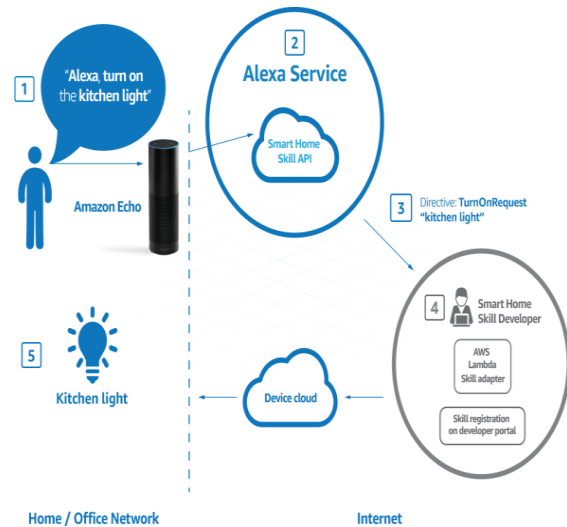 1
“Alexa, turn on
the kitchen light”
Amazon Echo
2
Alexa Service
Smart Home
Skill API
3
Directive: TurnOnRequest
“kitchen light”
4
Smart Home
Skill Developer
AWS
Lambda
Skill adapter
Skill registration
on developer portal
Device cloud
5
Kitchen light
Home / Office Network
Internet